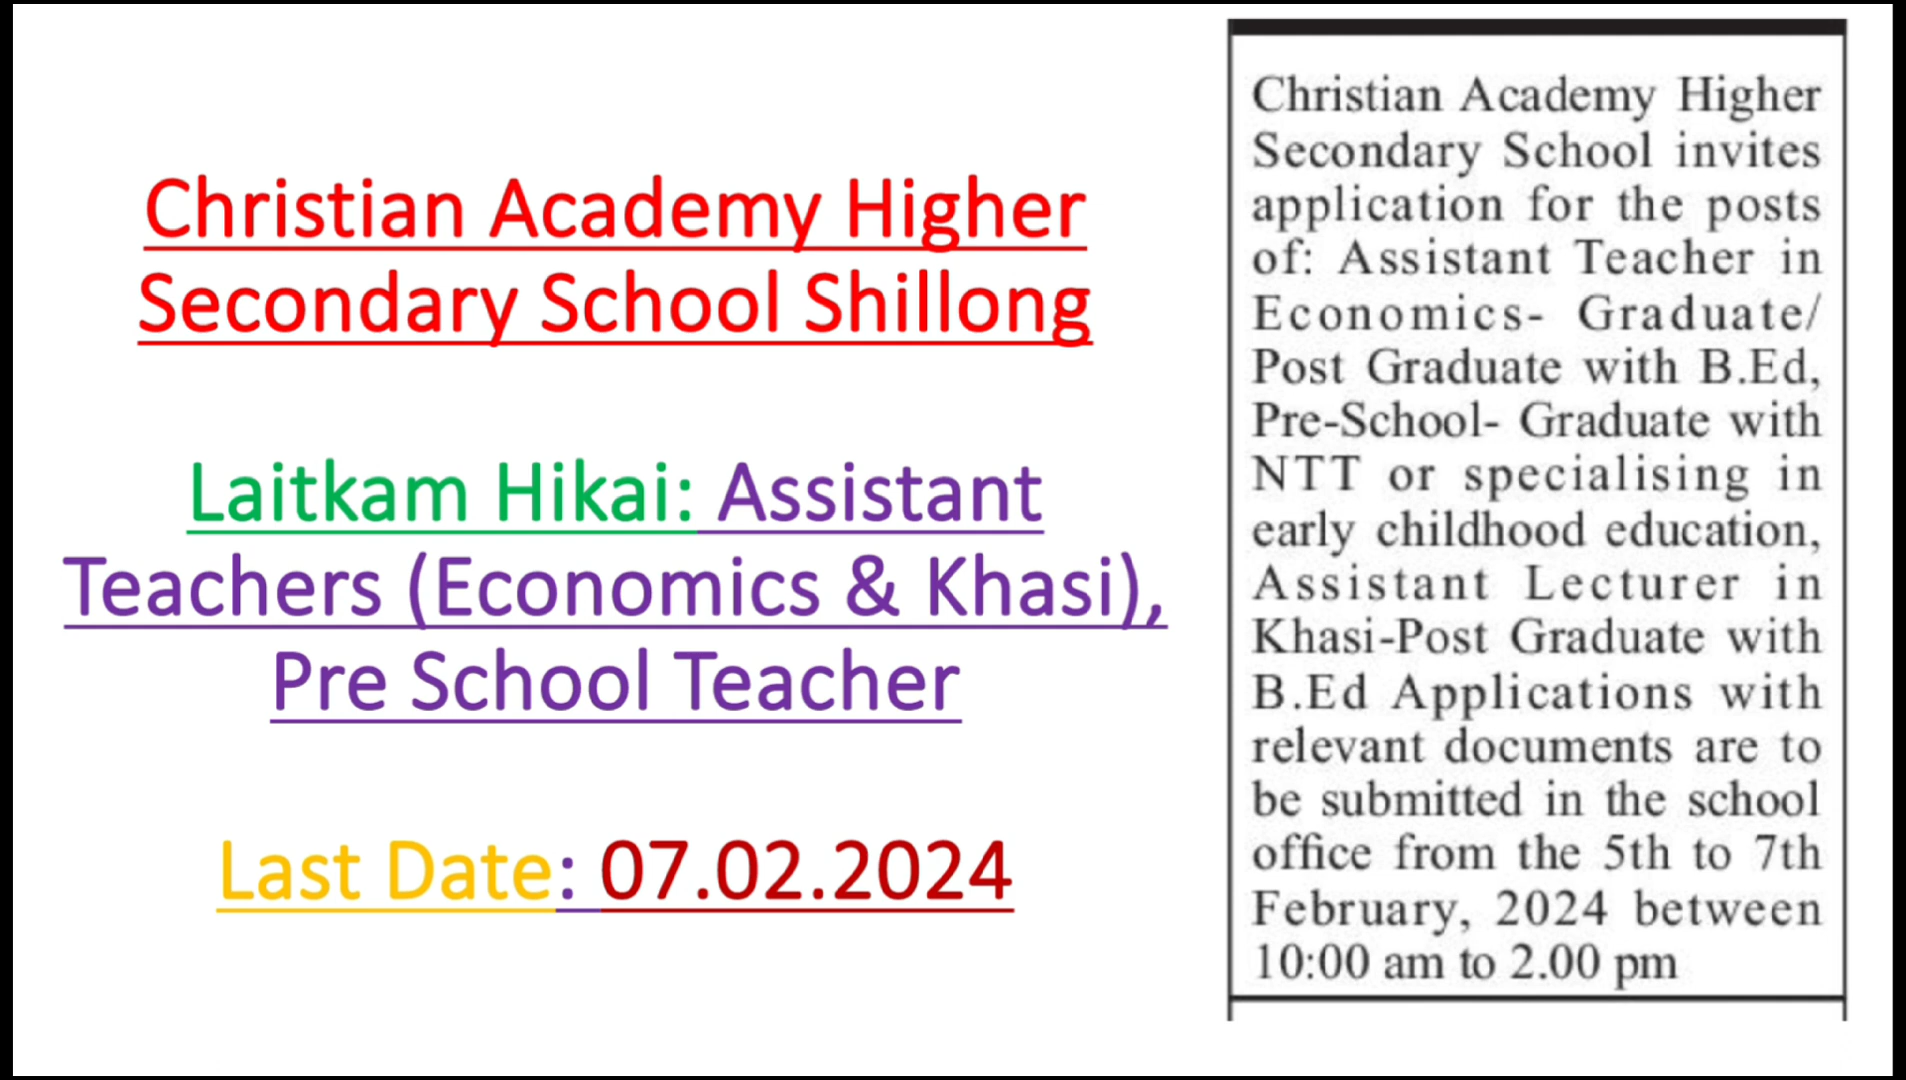 Christian Academy Higher
Secondary School Shillong
Laitkam Hikai: Assistant
Teachers (Economics & Khasi),
Pre School Teacher
Last Date: 07.02.2024
Christian Academy Higher
Secondary School invites
application for the posts
of: Assistant Teacher in
Economics- Graduate/
Post Graduate with B.Ed,
Pre-School- Graduate with
NTT or specialising in
early childhood education,
Assistant Lecturer in
Khasi-Post Graduate with
B.Ed Applications with
relevant documents are to
be submitted in the school
office from the 5th to 7th
February, 2024 between
10:00 am to 2.00 pm